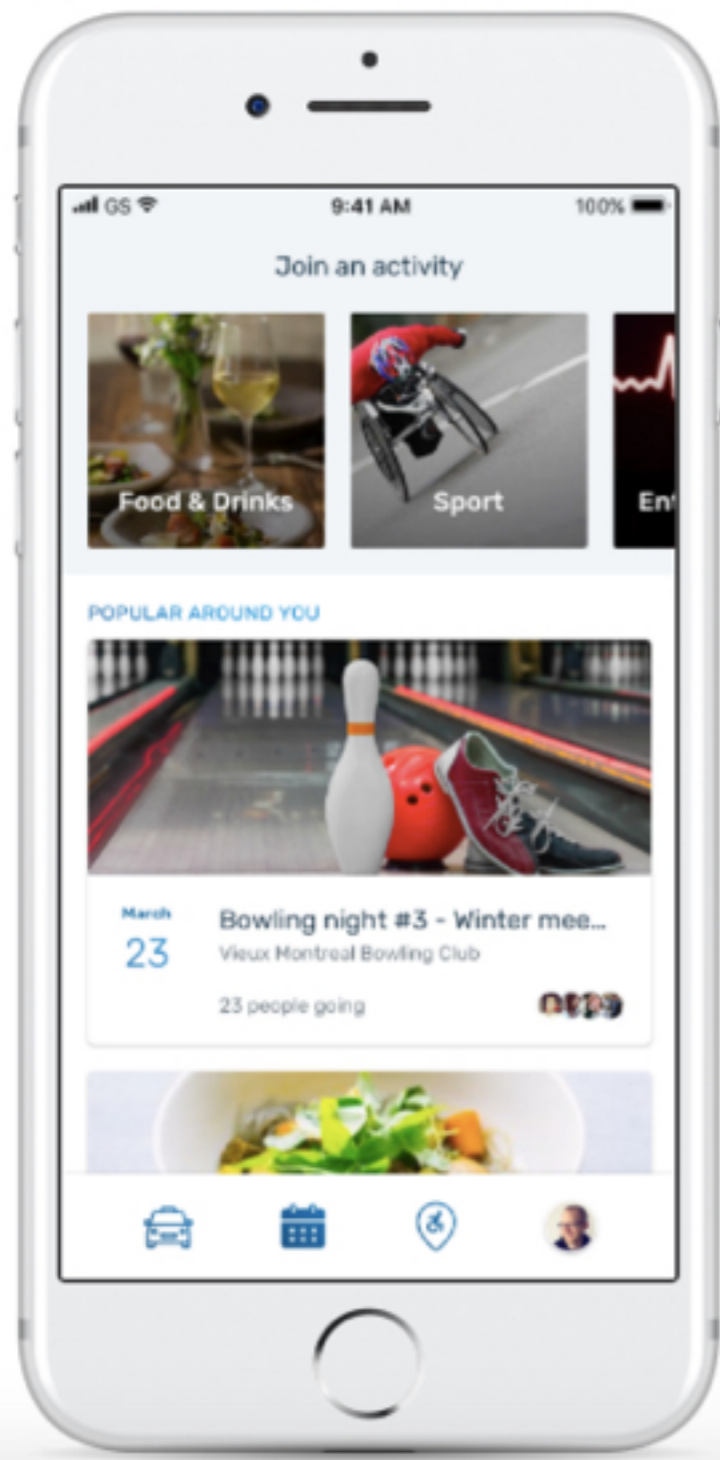 GS 9:41 AM 100%
Join an activity
Food & Drinks
Sport
En
POPULAR AROUND YOU
March
23
Bowling night #3 - Winter mee...
Vieux Montreal Bowling Club
23 people going